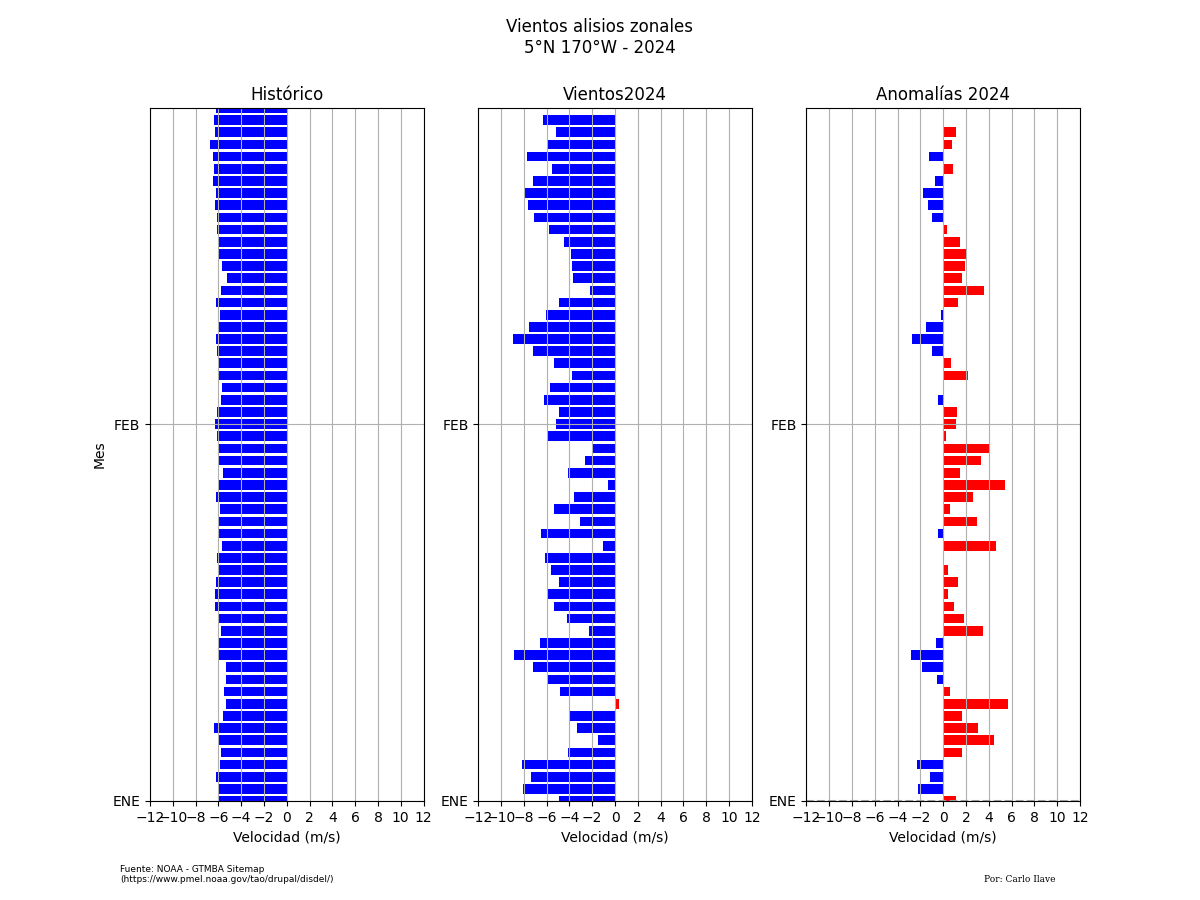 Vientos alisios zonales
5°N 170°W - 2024
Histórico
Vientos2024
Anomalías 2024
Mes
FEB
FEB
FEB
ENE
ENE
ENE
−12 −10 −8 −6 −4 −2 0 2 4 6 8 10 12
−12 −10 −8 −6 −4 −2 0 2 4 6 8 10 12
−12 −10 −8 −6 −4 −2 0 2 4 6 8 10 12
Velocidad (m/s)
Velocidad (m/s)
Velocidad (m/s)
Fuente: NOAA - GTMBA Sitemap
(https://www.pmel.noaa.gov/tao/drupal/disdel/)
Por: Carlo Ilave